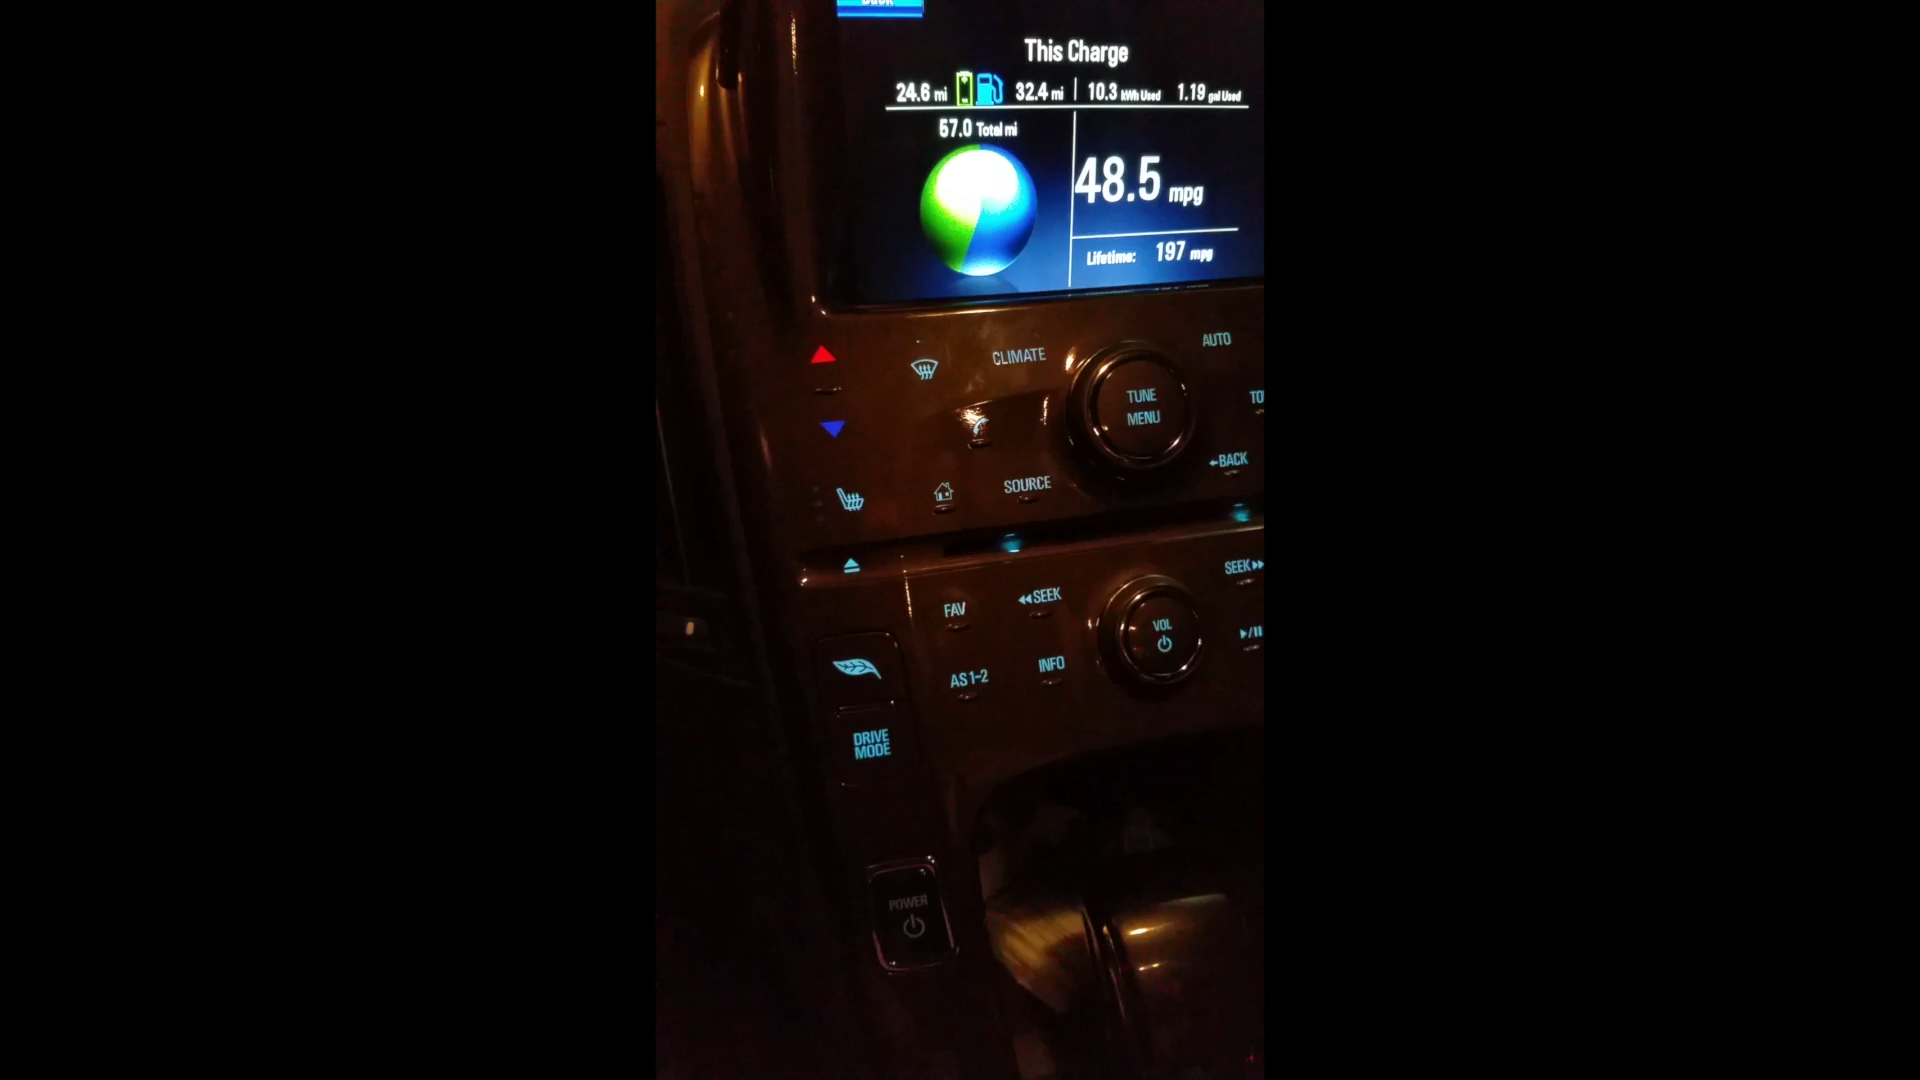 Back
This Charge
24.6 mi 32.4 mi 10.3 kWh Used 1.19 gal Used
57.0 Total mi
48.5 mpg
Lifetime: 197 mpg
CLIMATE AUTO
TUNE
MENU
←BACK
SOURCE
SEEK
FAV SEEK
VOL
AS 1-2 INFO
DRIVE
MODE
POWER